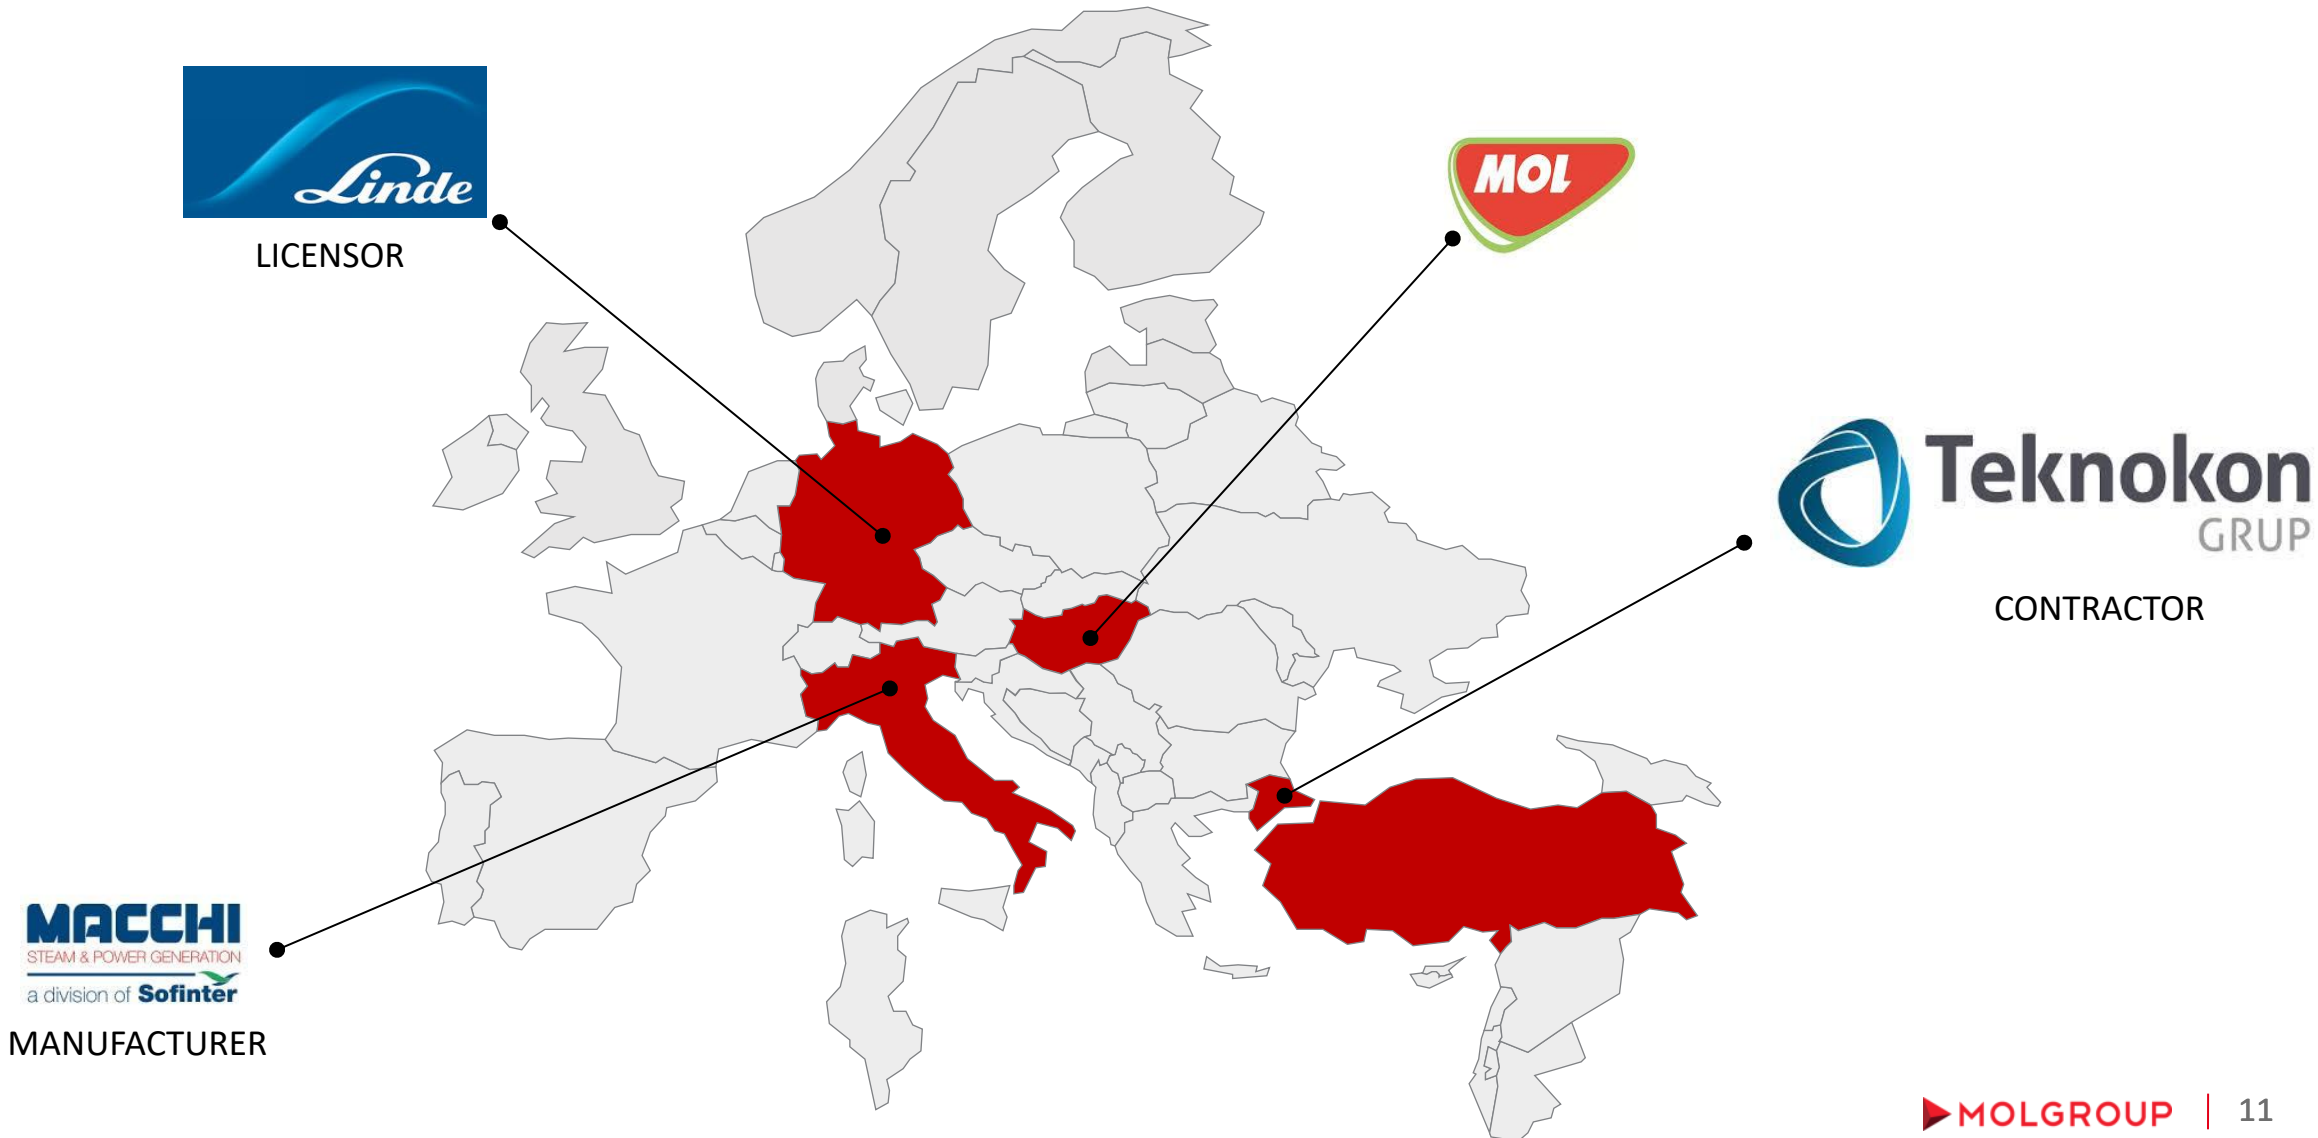 Linde
LICENSOR
MOL
Teknokon
GRUP
CONTRACTOR
MACCHI
STEAM & POWER GENERATION
a division of Sofinter
MANUFACTURER
MOLGROUP | 11